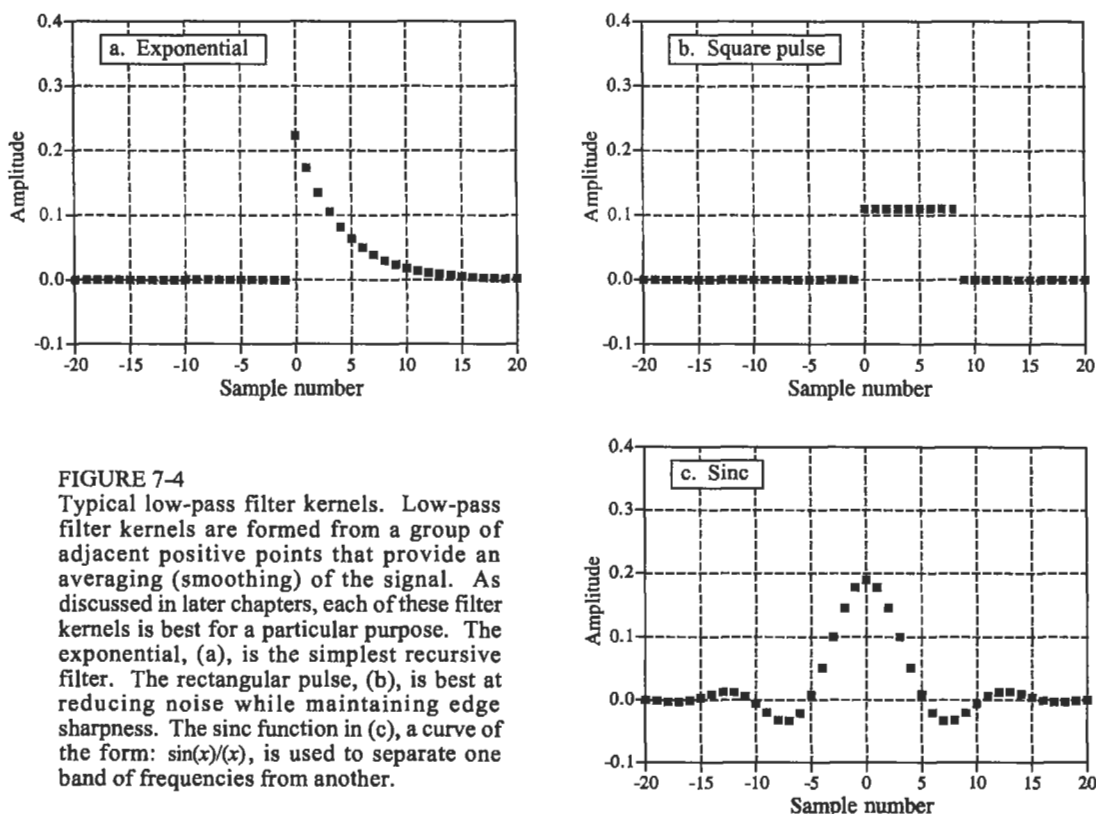 a. Exponential
0.4
0.3
0.2
0.1
0.0
-0.1
Amplitude
-20 -15 -10 -5 0 5 10 15 20
Sample number
b. Square pulse
0.4
0.3
0.2
0.1
0.0
-0.1
Amplitude
-20 -15 -10 -5 0 5 10 15 20
Sample number
FIGURE 7-4
Typical low-pass filter kernels. Low-pass
filter kernels are formed from a group of
adjacent positive points that provide an
averaging (smoothing) of the signal. As
discussed in later chapters, each of these filter
kernels is best for a particular purpose. The
exponential, (a), is the simplest recursive
filter. The rectangular pulse, (b), is best at
reducing noise while maintaining edge
sharpness. The sinc function in (c), a curve of
the form: sin(x)/(x), is used to separate one
band of frequencies from another.
c. Sinc
0.4
0.3
0.2
0.1
0.0
-0.1
Amplitude
-20 -15 -10 -5 0 5 10 15 20
Sample number